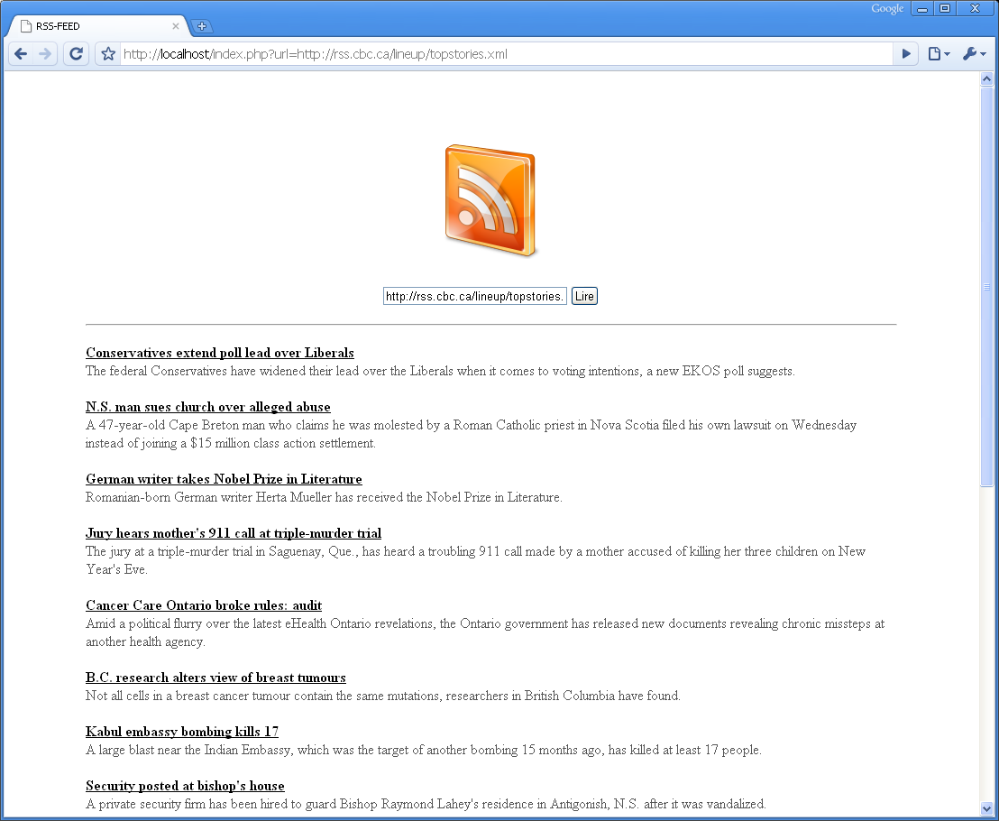 Google
RSS-FEED
http://localhost/index.php?url=http://rss.cbc.ca/lineup/topstories.xml
http://rss.cbc.ca/lineup/topstories. Lire
Conservatives extend poll lead over Liberals
The federal Conservatives have widened their lead over the Liberals when it comes to voting intentions, a new EKOS poll suggests.
N.S. man sues church over alleged abuse
A 47-year-old Cape Breton man who claims he was molested by a Roman Catholic priest in Nova Scotia filed his own lawsuit on Wednesday
instead of joining a $15 million class action settlement.
German writer takes Nobel Prize in Literature
Romanian-born German writer Herta Mueller has received the Nobel Prize in Literature.
Jury hears mother's 911 call at triple-murder trial
The jury at a triple-murder trial in Saguenay, Que., has heard a troubling 911 call made by a mother accused of killing her three children on New
Year's Eve.
Cancer Care Ontario broke rules: audit
Amid a political flurry over the latest eHealth Ontario revelations, the Ontario government has released new documents revealing chronic missteps at
another health agency.
B.C. research alters view of breast tumours
Not all cells in a breast cancer tumour contain the same mutations, researchers in British Columbia have found.
Kabul embassy bombing kills 17
A large blast near the Indian Embassy, which was the target of another bombing 15 months ago, has killed at least 17 people.
Security posted at bishop's house
A private security firm has been hired to guard Bishop Raymond Lahey's residence in Antigonish, N.S. after it was vandalized.